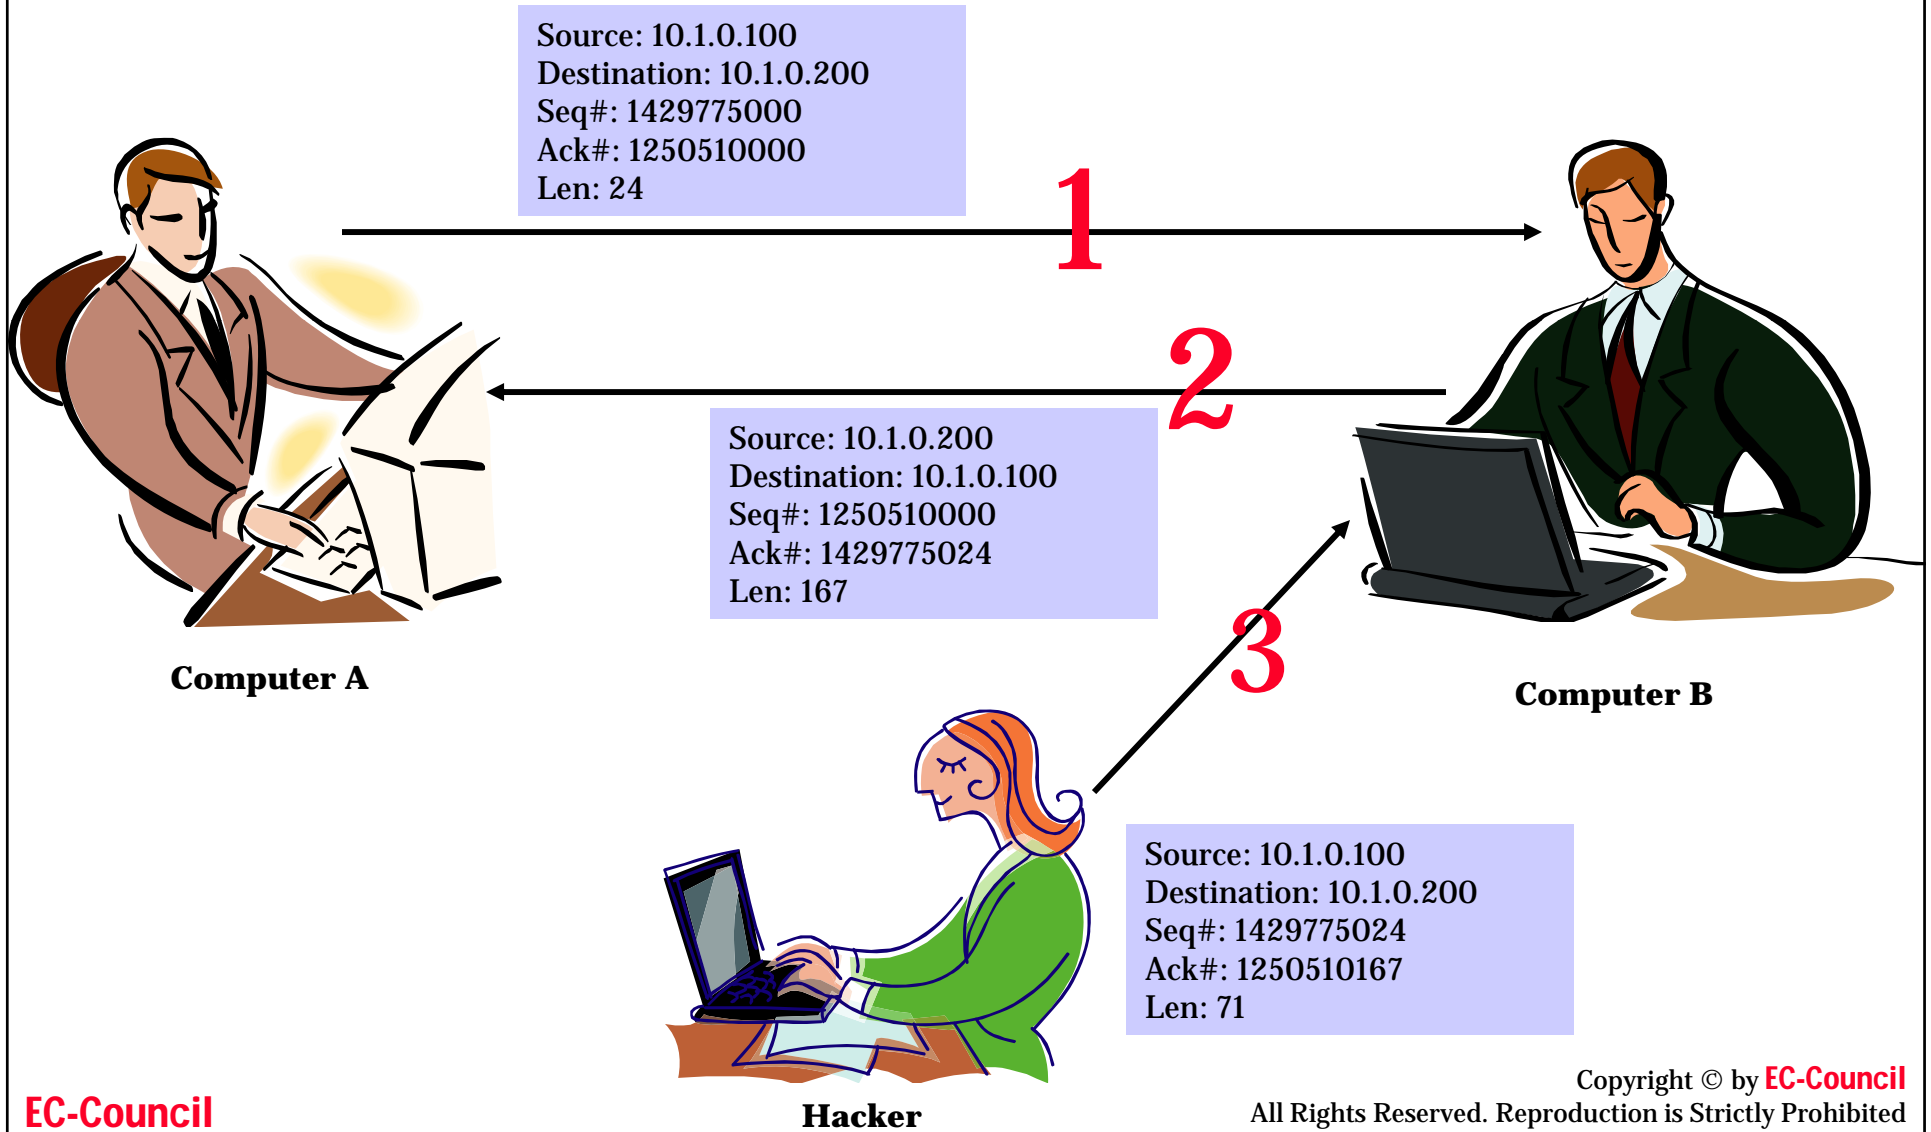 Source: 10.1.0.100
Destination: 10.1.0.200
Seq#: 1429775000
Ack#: 1250510000
Len: 24
1
2
Source: 10.1.0.200
Destination: 10.1.0.100
Seq#: 1250510000
Ack#: 1429775024
Len: 167
3
Computer A
Computer B
Source: 10.1.0.100
Destination: 10.1.0.200
Seq#: 1429775024
Ack#: 1250510167
Len: 71
Hacker
EC-Council
Copyright © by EC-Council
All Rights Reserved. Reproduction is Strictly Prohibited